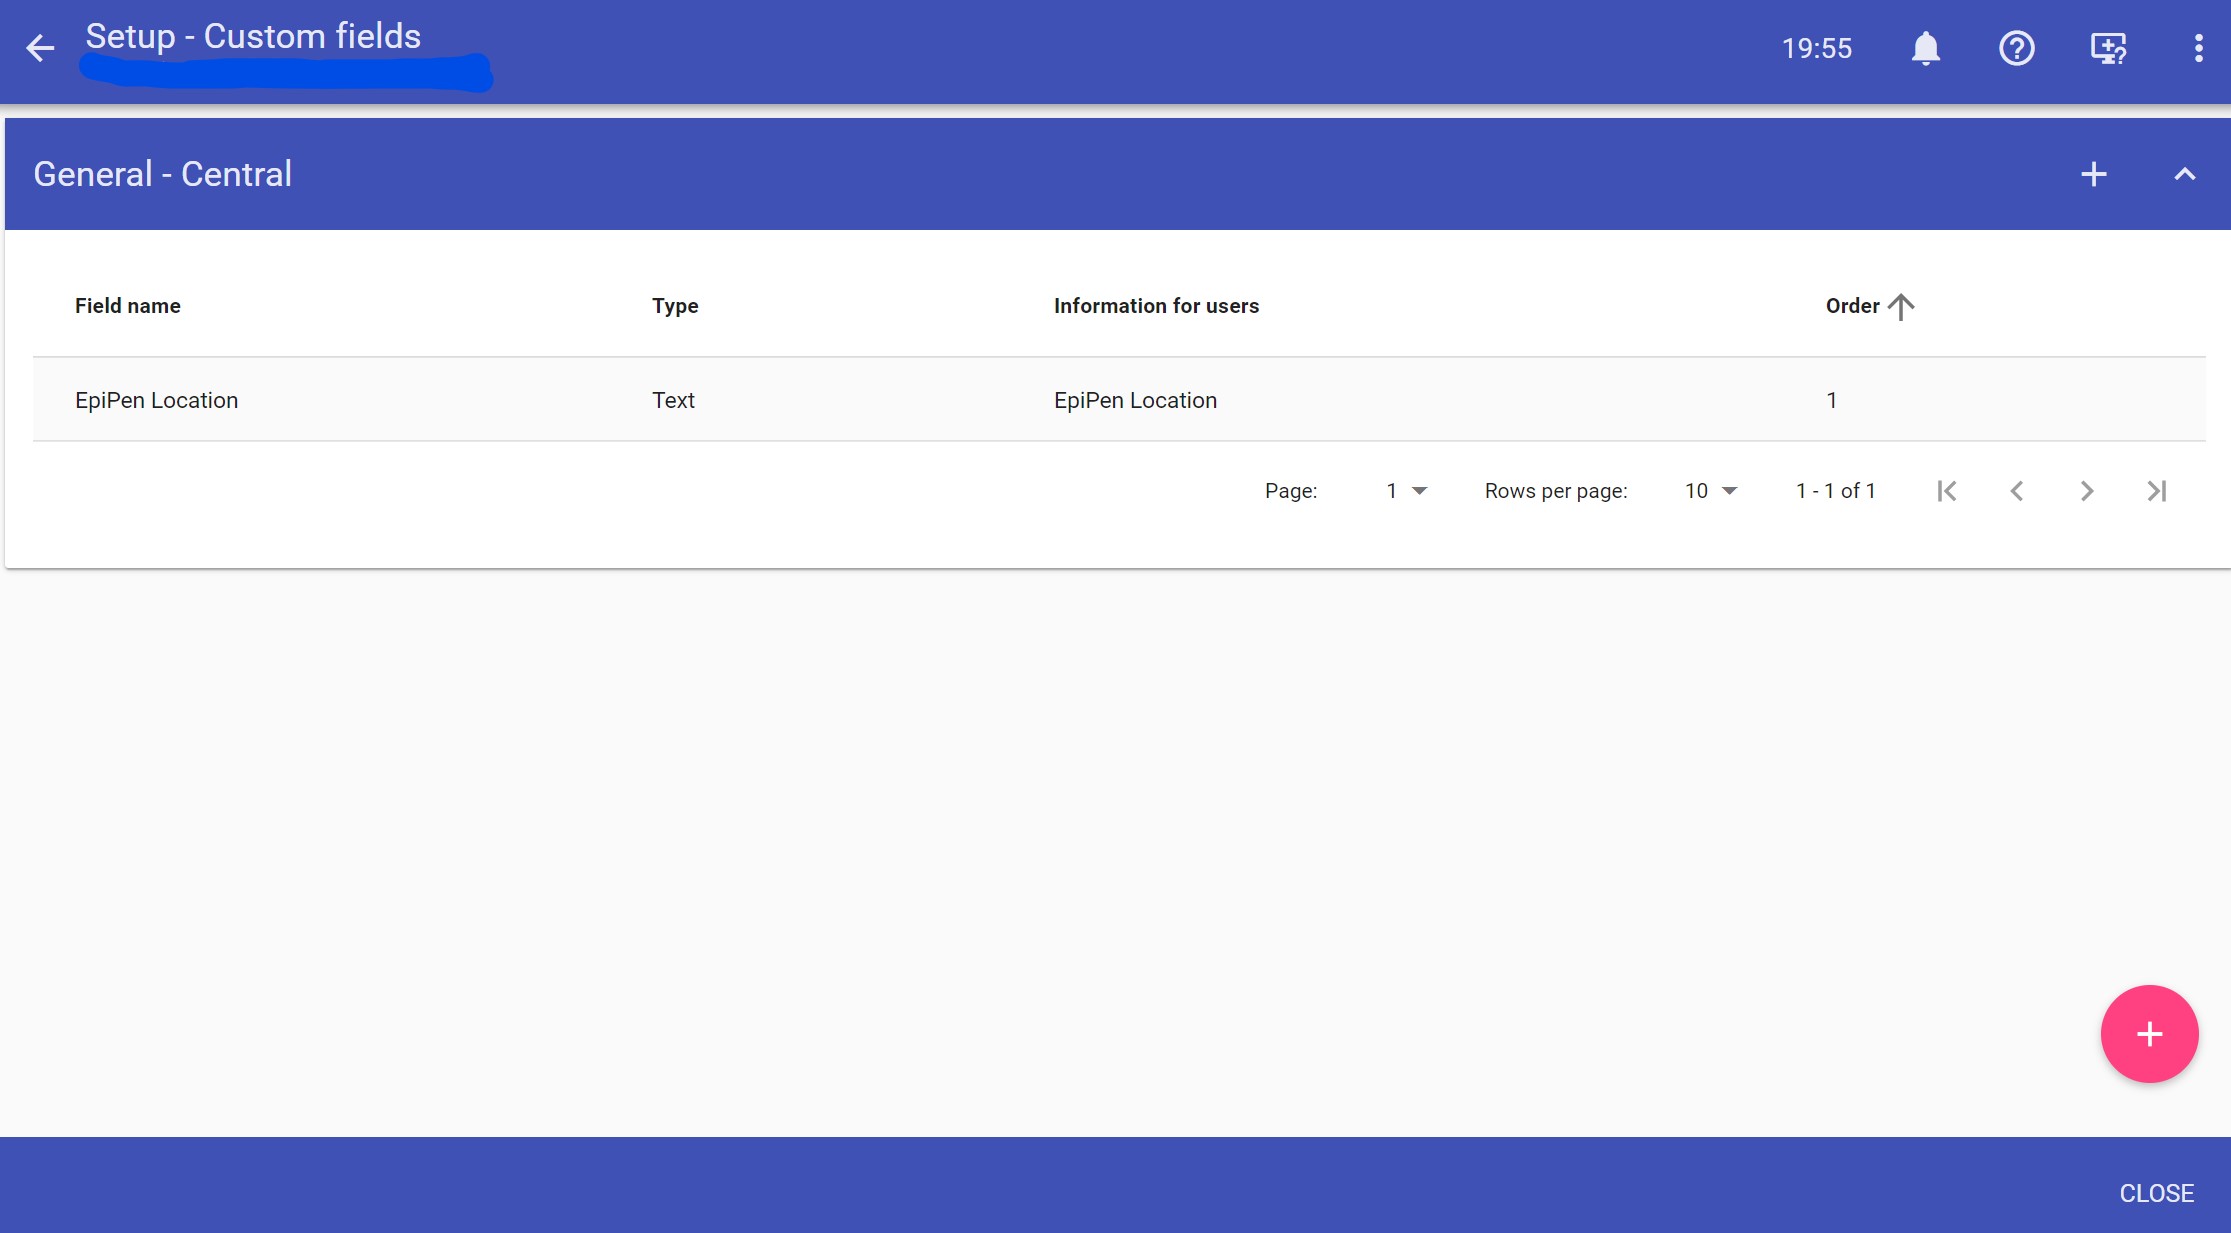 Setup - Custom fields
19:55
General - Central
Field name Type Information for users Order
EpiPen Location Text EpiPen Location 1
Page: 1 Rows per page: 10 1 - 1 of 1
CLOSE